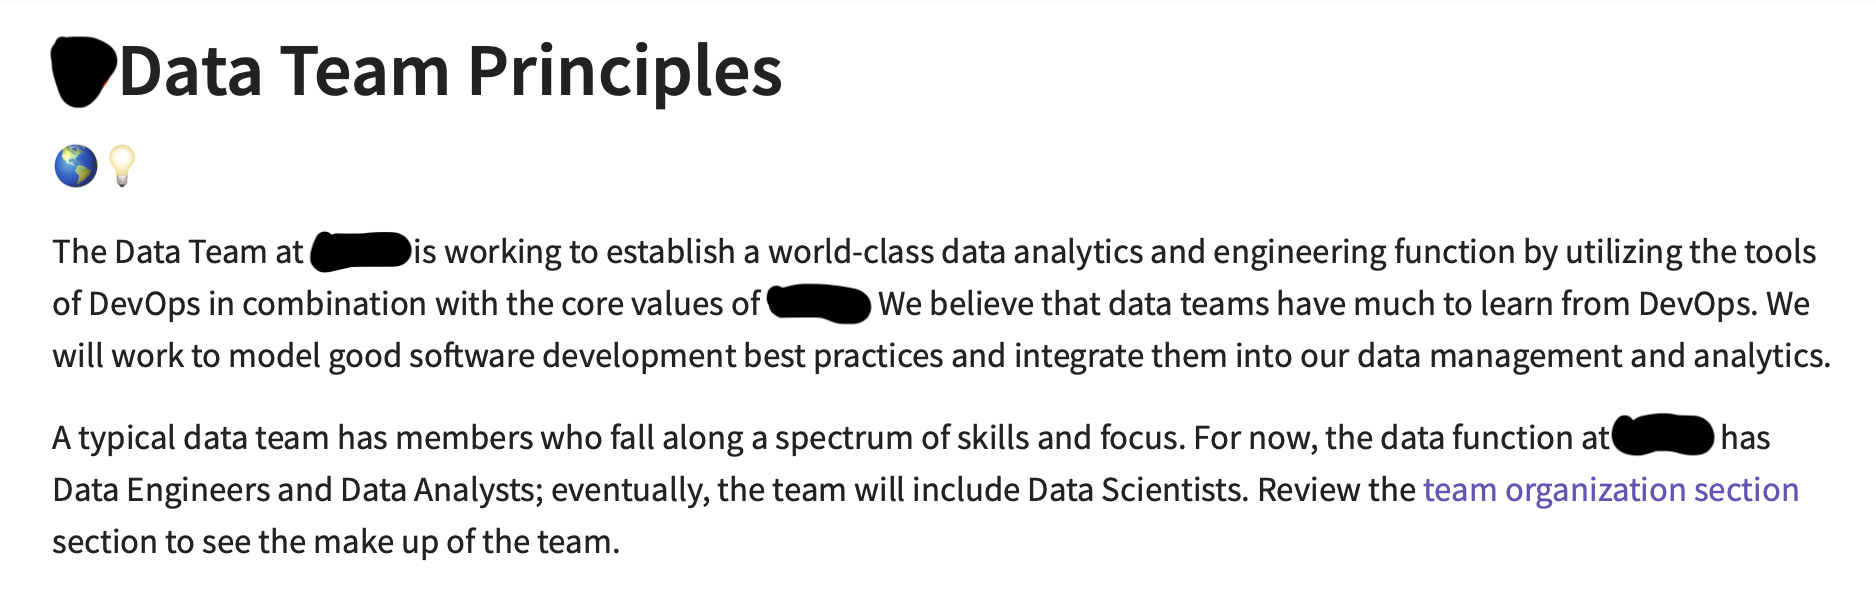 Data Team Principles
The Data Team at is working to establish a world-class data analytics and engineering function by utilizing the tools
of DevOps in combination with the core values of We believe that data teams have much to learn from DevOps. We
will work to model good software development best practices and integrate them into our data management and analytics.
A typical data team has members who fall along a spectrum of skills and focus. For now, the data function at has
Data Engineers and Data Analysts; eventually, the team will include Data Scientists. Review the team organization section
section to see the make up of the team.